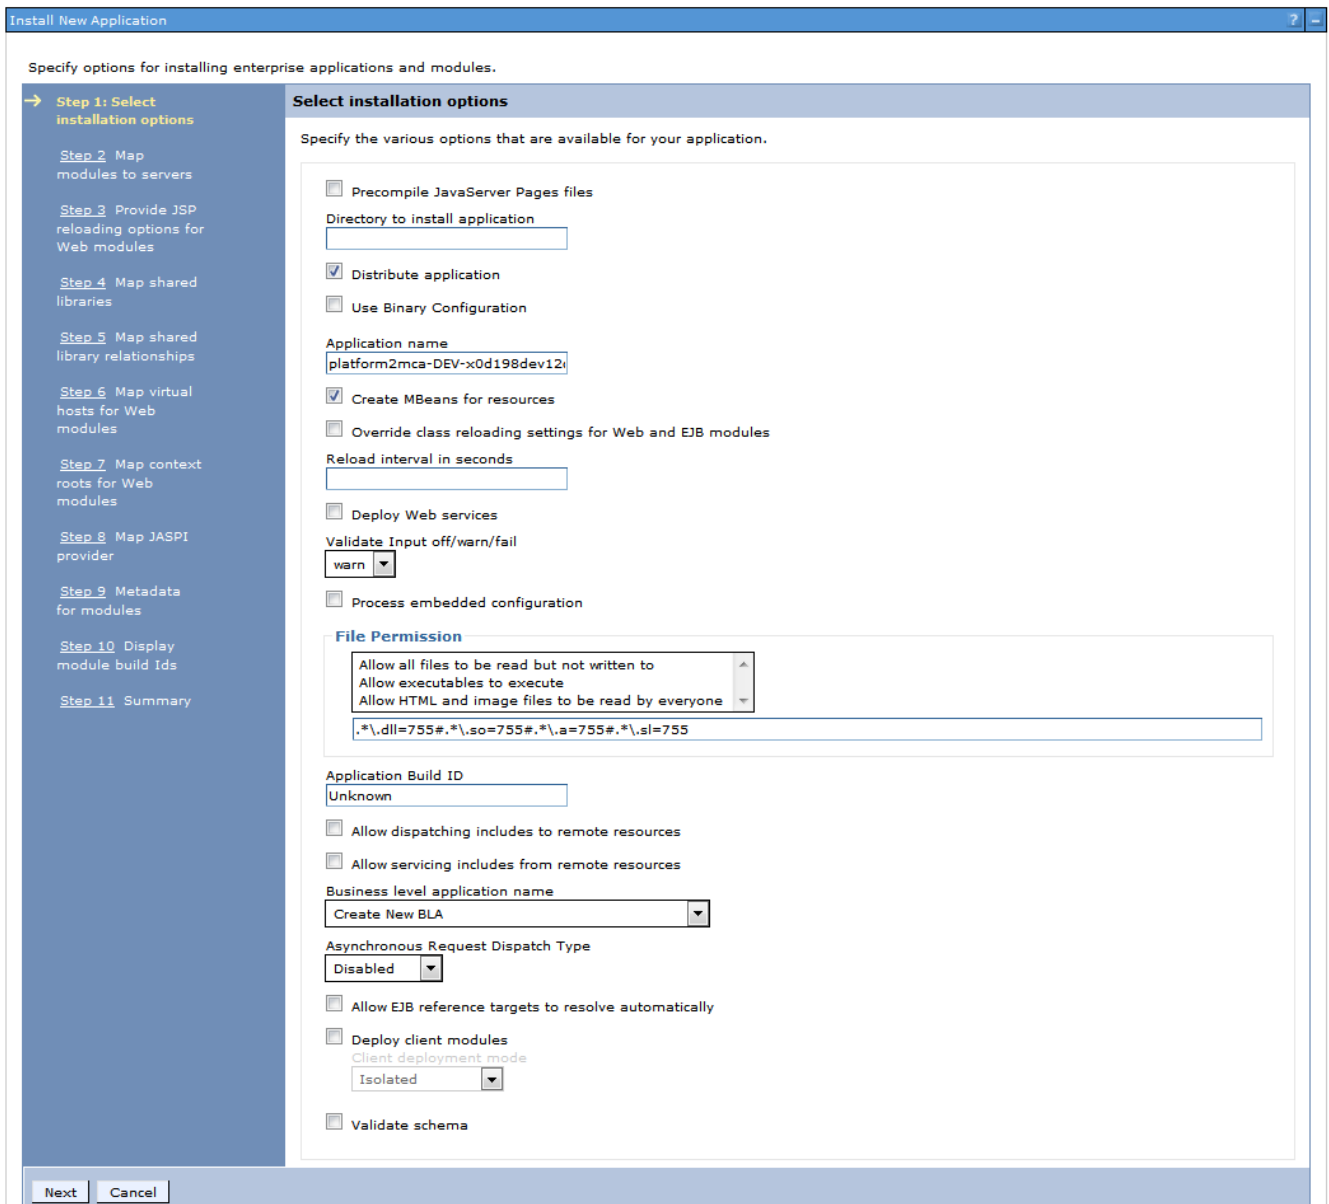 Install New Application
? –
Specify options for installing enterprise applications and modules.
Step 1: Select
installation options
Step 2 Map
modules to servers
Step 3 Provide JSP
reloading options for
Web modules
Step 4 Map shared
libraries
Step 5 Map shared
library relationships
Step 6 Map virtual
hosts for Web
modules
Step 7 Map context
roots for Web
modules
Step 8 Map JASPI
provider
Step 9 Metadata
for modules
Step 10 Display
module build Ids
Step 11 Summary
Select installation options
Specify the various options that are available for your application.
Precompile JavaServer Pages files
Directory to install application
Distribute application
Use Binary Configuration
Application name
platform2mca-DEV-x0d198dev12
Create MBeans for resources
Override class reloading settings for Web and EJB modules
Reload interval in seconds
Deploy Web services
Validate Input off/warn/fail
warn
Process embedded configuration
File Permission
Allow all files to be read but not written to
Allow executables to execute
Allow HTML and image files to be read by everyone
.*\.dll=755#.*\.so=755#.*\.a=755#.*\.sl=755
Application Build ID
Unknown
Allow dispatching includes to remote resources
Allow servicing includes from remote resources
Business level application name
Create New BLA
Asynchronous Request Dispatch Type
Disabled
Allow EJB reference targets to resolve automatically
Deploy client modules
Client deployment mode
Isolated
Validate schema
Next Cancel